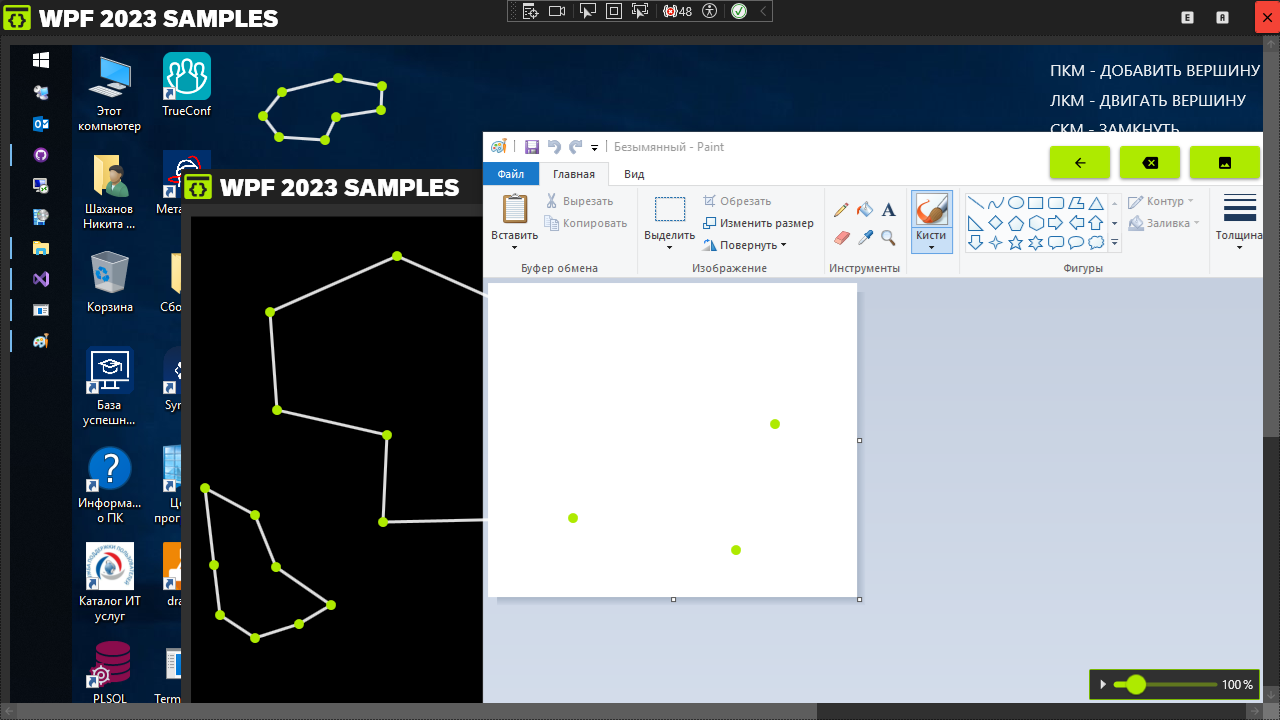 WPF 2023 SAMPLES
48
E
A
ПКМ - ДОБАВИТЬ ВЕРШИНУ
ЛКМ - ДВИГАТЬ ВЕРШИНУ
СКМ - ЗАМКНУТЬ
Этот
компьютер
TrueConf
Шаханов
Никита ...
WPF 2023 SAMPLES
Корзина
База
успешн...
Информа...
о ПК
Каталог ИТ
услуг
PLSOL
Безымянный - Paint
Файл
Главная
Вид
Вставить
Вырезать
Копировать
Буфер обмена
Выделить
Обрезать
Изменить размер
Повернуть
Изображение
A
Инструменты
Кисти
Контур
Заливка
Фигуры
Толщина
100 %